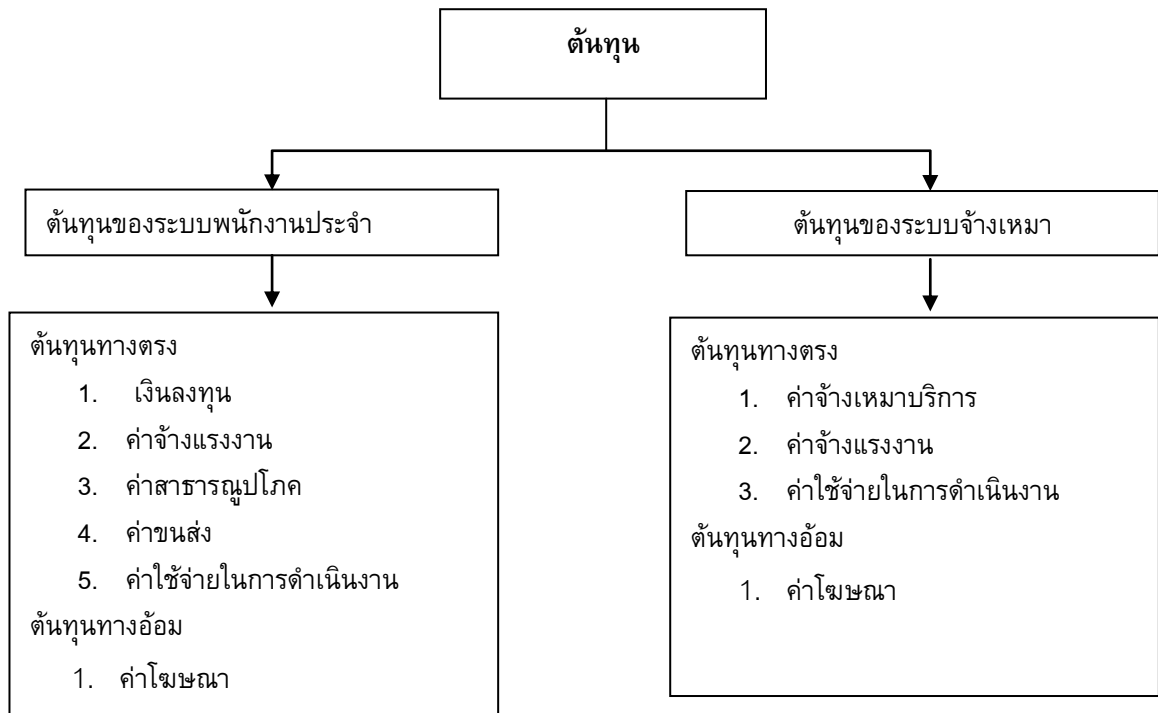 ต้นทุน
ต้นทุนของระบบพนักงานประจำ
ต้นทุนทางตรง
1. เงินลงทุน
2. ค่าจ้างแรงงาน
3. ค่าสาธารณูปโภค
4. ค่าขนส่ง
5. ค่าใช้จ่ายในการดำเนินงาน
ต้นทุนทางอ้อม
1. ค่าโฆษณา
ต้นทุนของระบบจ้างเหมา
ต้นทุนทางตรง
1. ค่าจ้างเหมาบริการ
2. ค่าจ้างแรงงาน
3. ค่าใช้จ่ายในการดำเนินงาน
ต้นทุนทางอ้อม
1. ค่าโฆษณา